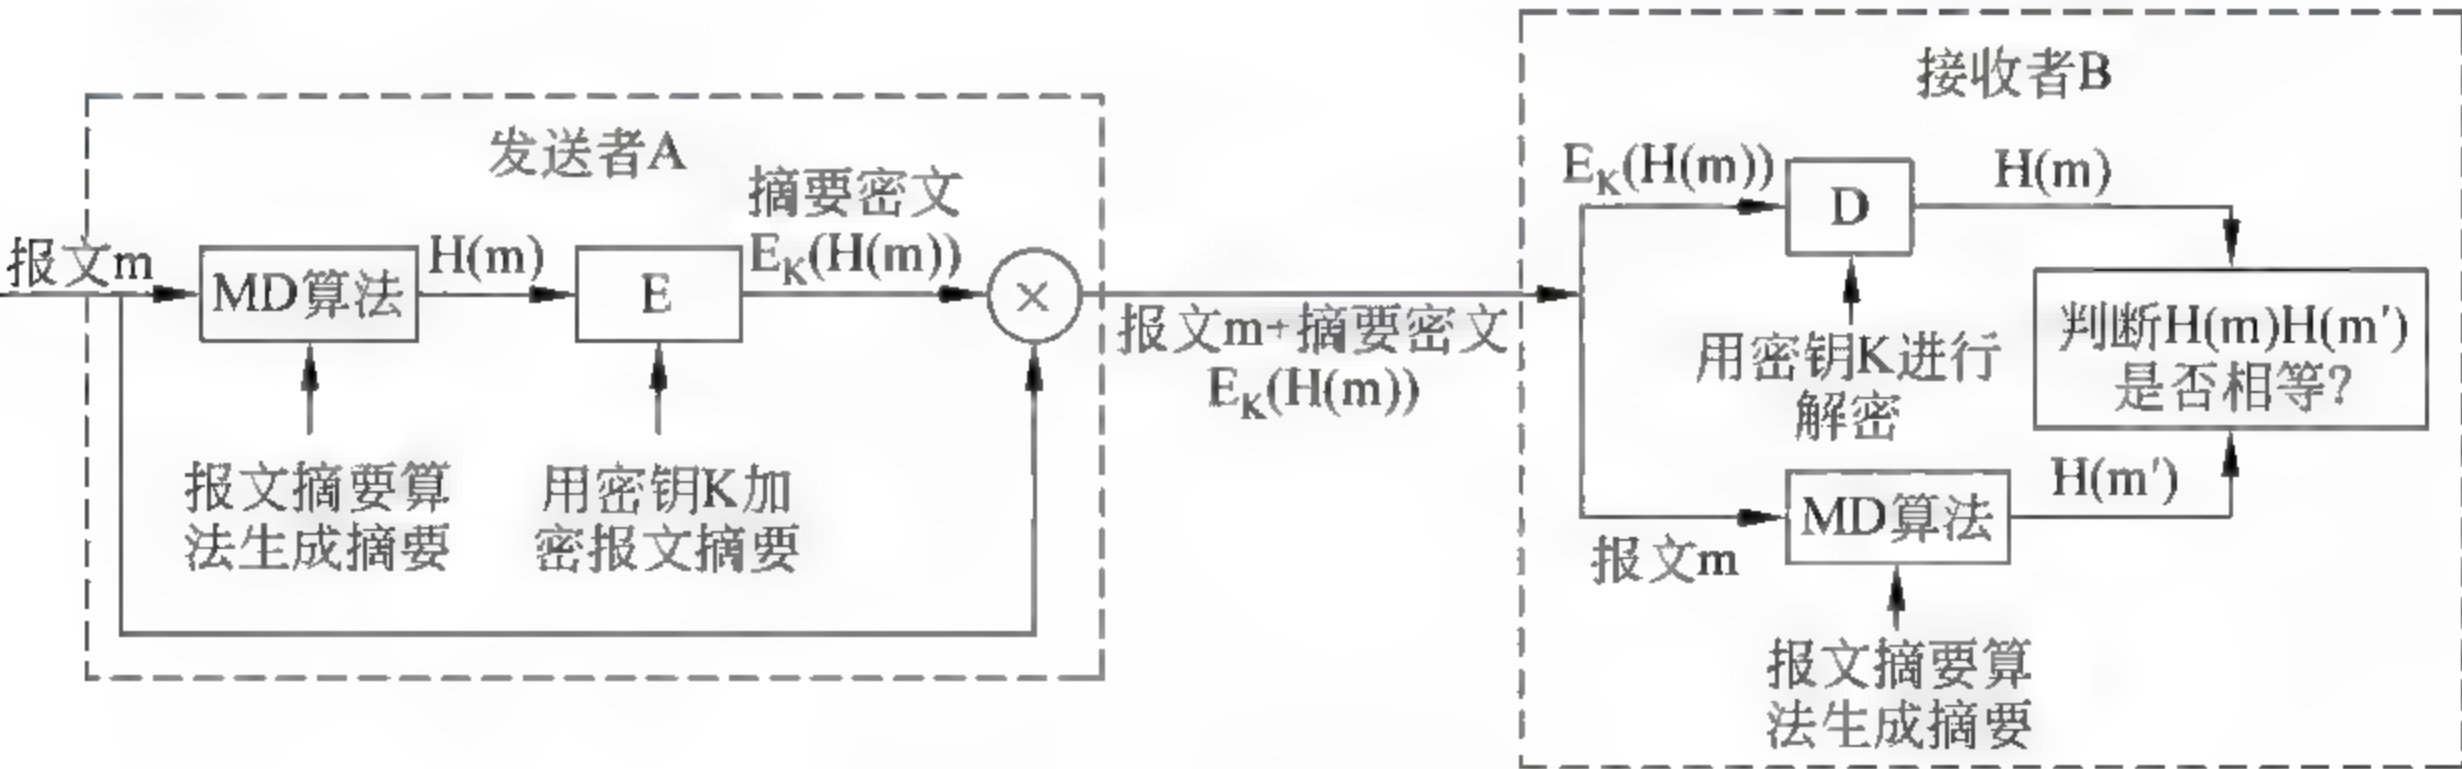 发送者A
报文m
MD算法
H(m)
E
摘要密文
E_K(H(m))
×
报文摘要算
法生成摘要
用密钥K加
密报文摘要
报文m+摘要密文
E_K(H(m))
接收者B
E_K(H(m))
D
H(m)
用密钥K进行
解密
判断H(m)H(m')
是否相等?
报文m
MD算法
H(m')
报文摘要算
法生成摘要